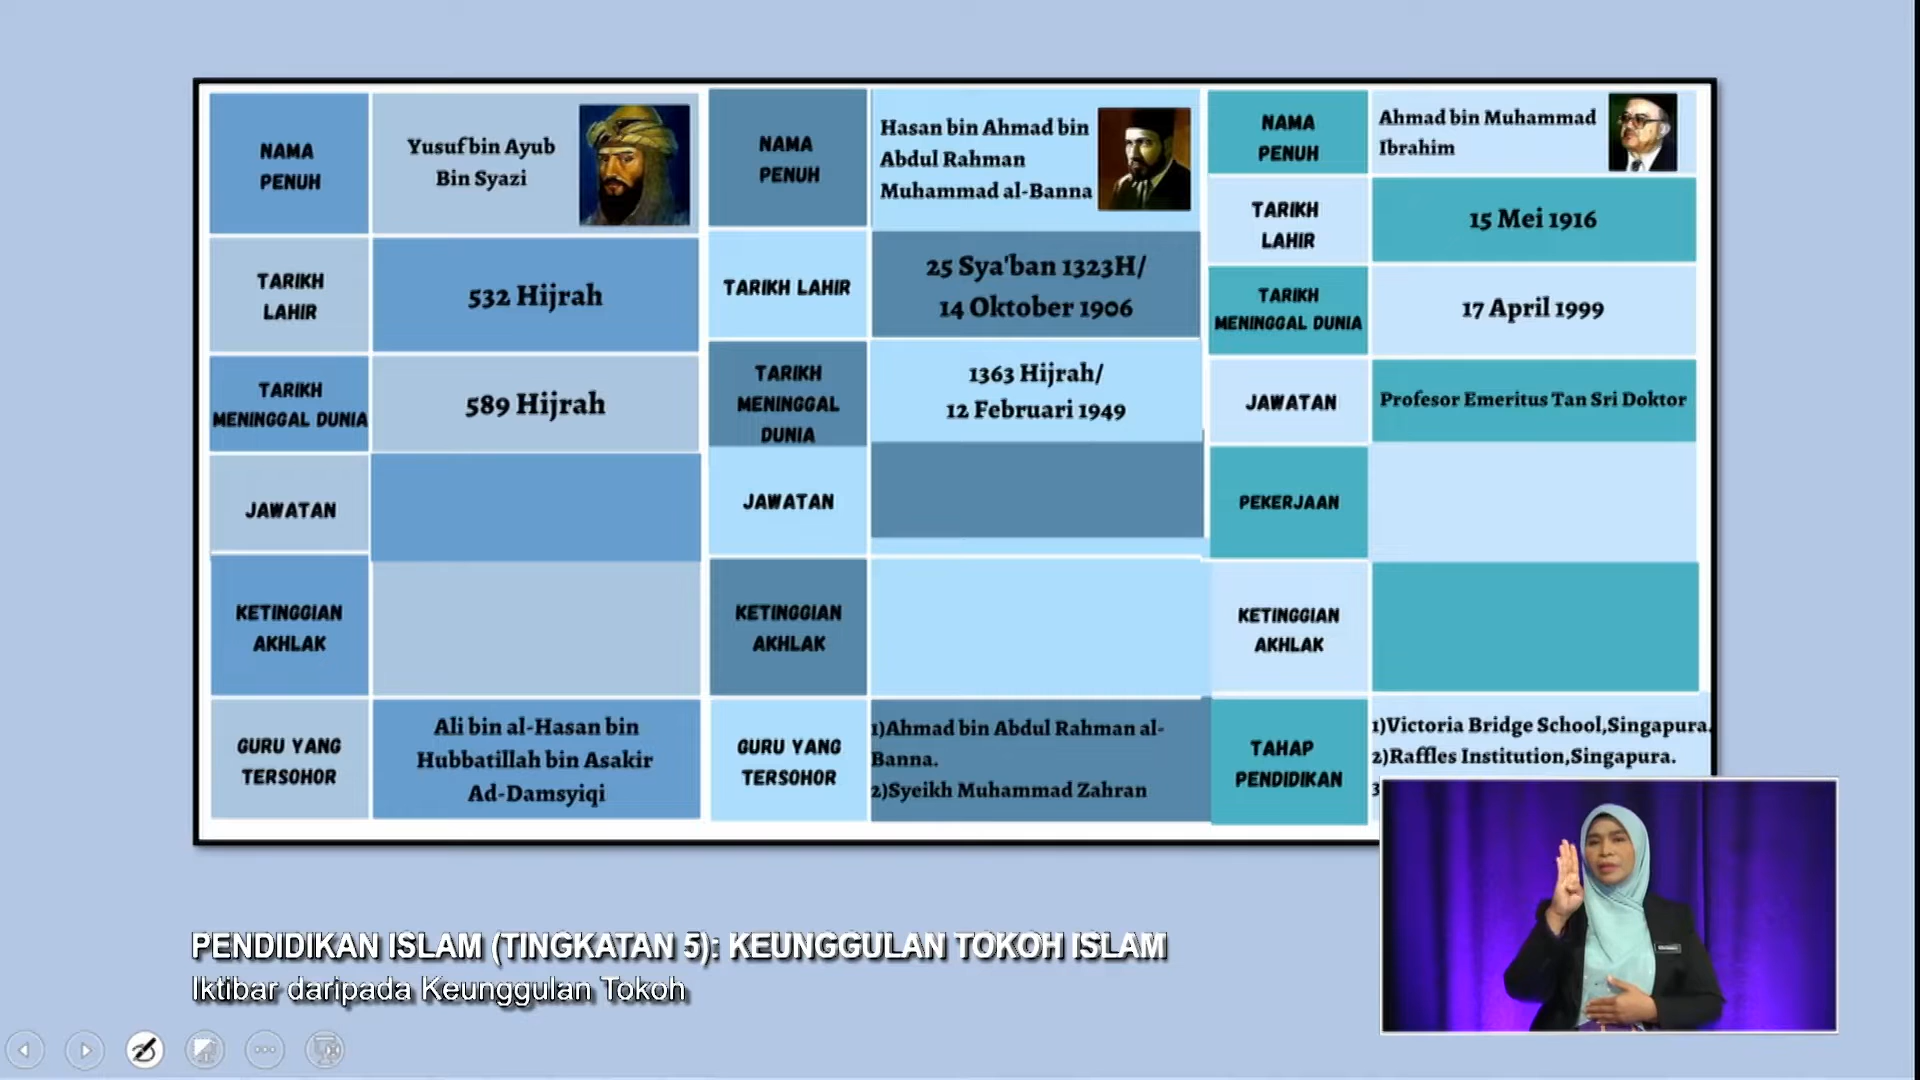 NAMA
PENUH
Yusuf bin Ayub
Bin Syazi
TARIKH
LAHIR
532 Hijrah
TARIKH
MENINGGAL DUNIA
589 Hijrah
JAWATAN
KETINGGIAN
AKHLAK
GURU YANG
TERSOHOR
Ali bin al-Hasan bin
Hubbatillah bin Asakir
Ad-Damsyiqi
NAMA
PENUH
Hasan bin Ahmad bin
Abdul Rahman
Muhammad al-Banna
TARIKH LAHIR
25 Sya'ban 1323H/
14 Oktober 1906
TARIKH
MENINGGAL
DUNIA
1363 Hijrah/
12 Februari 1949
JAWATAN
KETINGGIAN
AKHLAK
GURU YANG
TERSOHOR
1)Ahmad bin Abdul Rahman al-
Banna.
2)Syeikh Muhammad Zahran
NAMA
PENUH
Ahmad bin Muhammad
Ibrahim
TARIKH
LAHIR
15 Mei 1916
TARIKH
MENINGGAL DUNIA
17 April 1999
JAWATAN
Profesor Emeritus Tan Sri Doktor
PEKERJAAN
KETINGGIAN
AKHLAK
TAHAP
PENDIDIKAN
1)Victoria Bridge School,Singapura.
2)Raffles Institution,Singapura.
PENDIDIKAN ISLAM (TINGKATAN 5): KEUNGGULAN TOKOH ISLAM
Iktibar daripada Keunggulan Tokoh